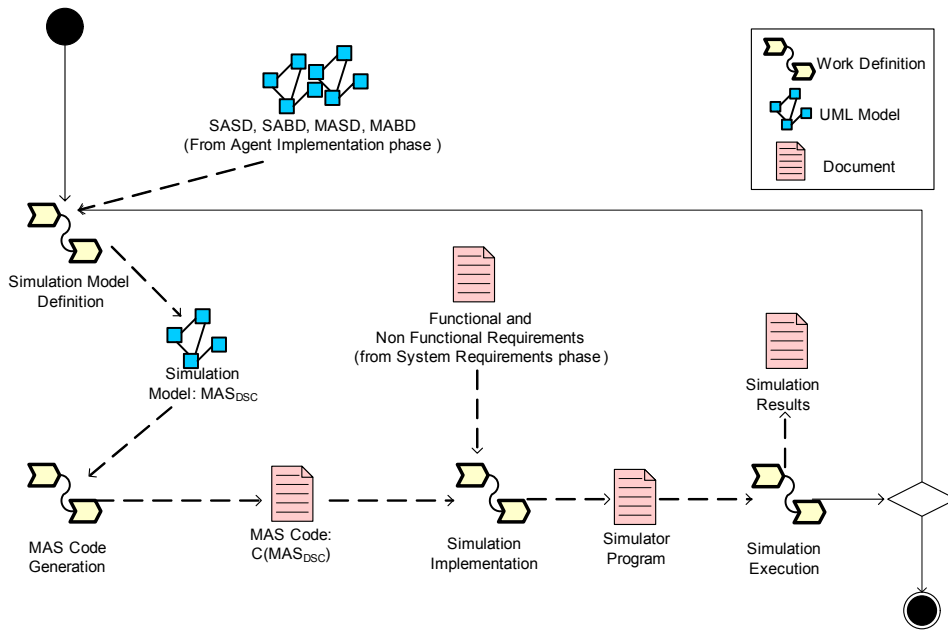 Work Definition
UML Model
Document
SASD, SABD, MASD, MABD
(From Agent Implementation phase )
Simulation Model
Definition
Functional and
Non Functional Requirements
(from System Requirements phase )
Simulation
Model: MAS_DSC
Simulation
Results
MAS Code
Generation
MAS Code:
C(MAS_DSC)
Simulation
Implementation
Simulator
Program
Simulation
Execution